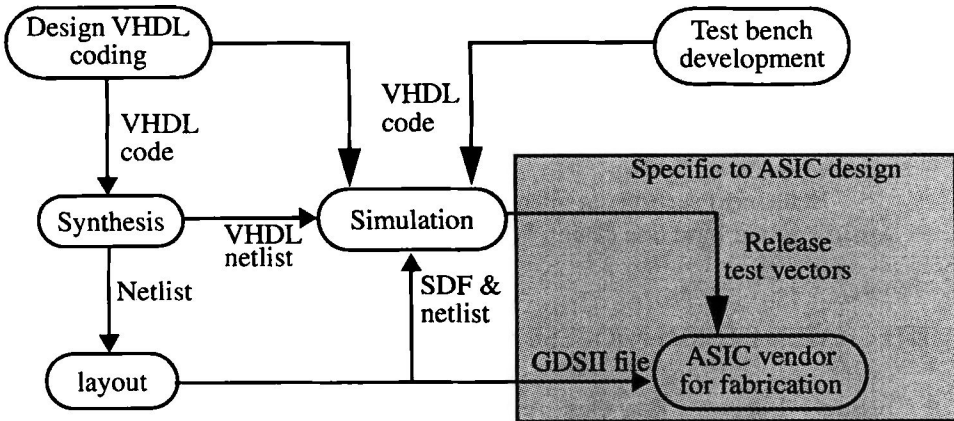 Design VHDL
coding
Test bench
development
VHDL
code
VHDL
code
Specific to ASIC design
Synthesis
Simulation
VHDL
netlist
Release
test vectors
Netlist
SDF &
netlist
layout
GDSII file
ASIC vendor
for fabrication